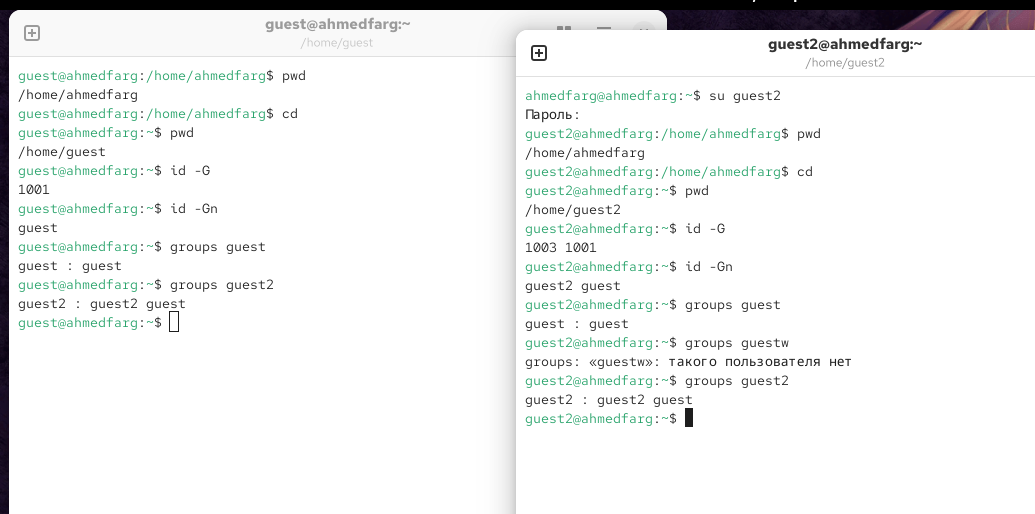 guest@ahmedfarg:~
/home/guest
guest@ahmedfarg:/home/ahmedfarg$ pwd
/home/ahmedfarg
guest@ahmedfarg:/home/ahmedfarg$ cd
guest@ahmedfarg:~$ pwd
/home/guest
guest@ahmedfarg:~$ id -G
1001
guest@ahmedfarg:~$ id -Gn
guest
guest@ahmedfarg:~$ groups guest
guest : guest
guest@ahmedfarg:~$ groups guest2
guest2 : guest2 guest
guest@ahmedfarg:~$
guest2@ahmedfarg:~
/home/guest2
ahmedfarg@ahmedfarg:~$ su guest2
Пароль:
guest2@ahmedfarg:/home/ahmedfarg$ pwd
/home/ahmedfarg
guest2@ahmedfarg:/home/ahmedfarg$ cd
guest2@ahmedfarg:~$ pwd
/home/guest2
guest2@ahmedfarg:~$ id -G
1003 1001
guest2@ahmedfarg:~$ id -Gn
guest2 guest
guest2@ahmedfarg:~$ groups guest
guest : guest
guest2@ahmedfarg:~$ groups guestw
groups: «guestw»: такого пользователя нет
guest2@ahmedfarg:~$ groups guest2
guest2 : guest2 guest
guest2@ahmedfarg:~$